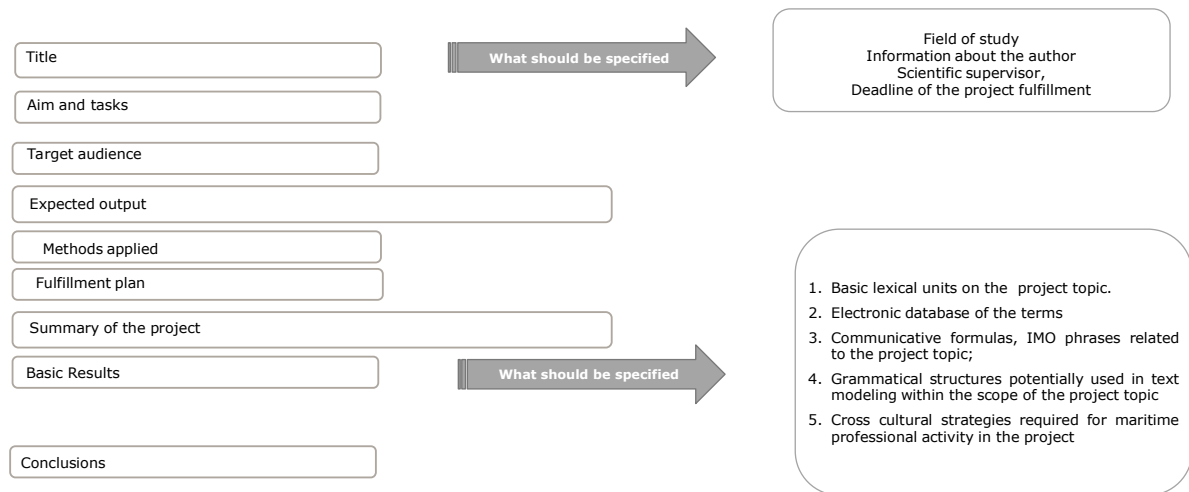 Title
What should be specified
Field of study
Information about the author
Scientific supervisor,
Deadline of the project fulfillment
Aim and tasks
Target audience
Expected output
Methods applied
Fulfillment plan
Summary of the project
Basic Results
What should be specified
1. Basic lexical units on the project topic.
2. Electronic database of the terms
3. Communicative formulas, IMO phrases related
to the project topic;
4. Grammatical structures potentially used in text
modeling within the scope of the project topic
5. Cross cultural strategies required for maritime
professional activity in the project
Conclusions